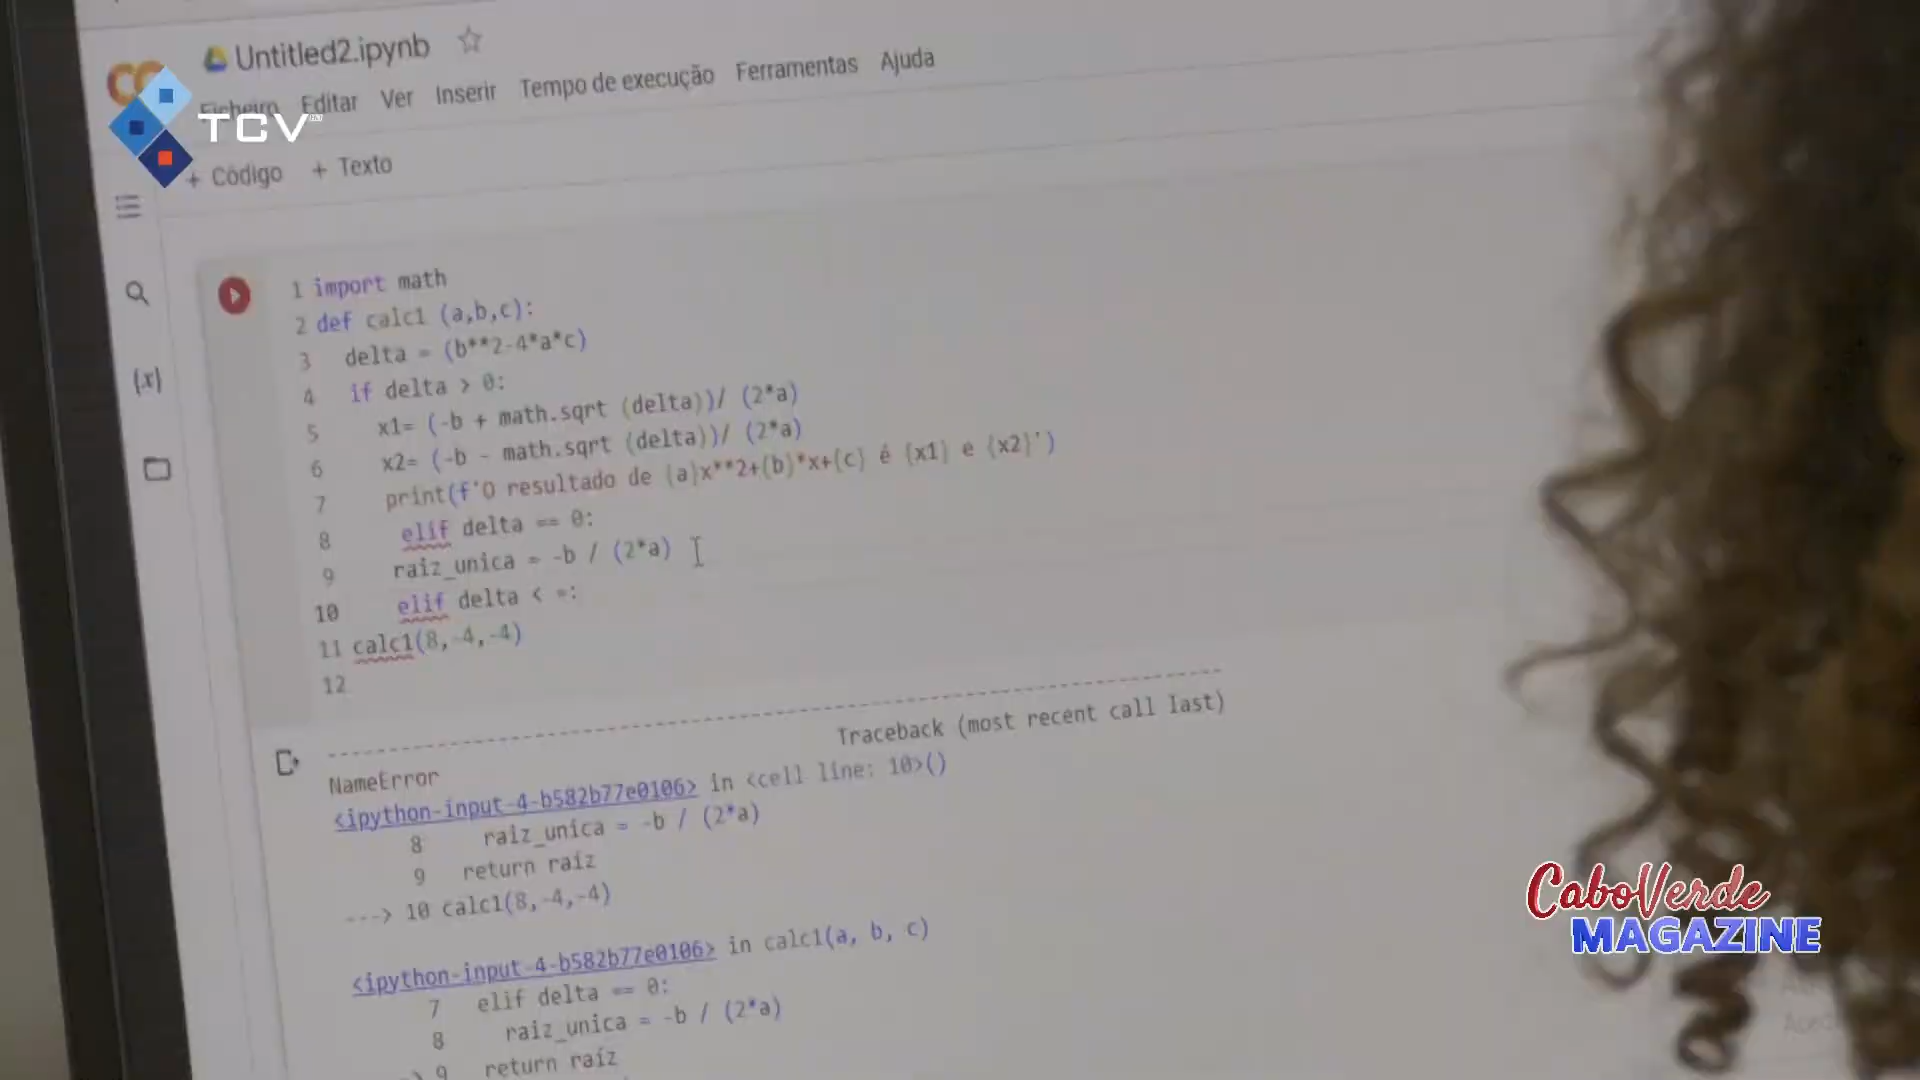 Untitled2.ipynb
Ficheiro Editar Ver Inserir Tempo de execução Ferramentas Ajuda
TCV
+ Código + Texto
{x}
1 import math
2 def calc1 (a,b,c):
3 delta = (b**2-4*a*c)
4 if delta > 0:
5 x1= (-b + math.sqrt (delta))/ (2*a)
6 x2= (-b - math.sqrt (delta))/ (2*a)
7 print(f'O resultado de {a}x**2+{b}*x+{c} é {x1} e {x2}')
8 elif delta == 0:
9 raiz_unica = -b / (2*a)
10 elif delta < =:
11 calc1(8,-4,-4)
12
NameError Traceback (most recent call last)
<ipython-input-4-b582b77e0106> in <cell line: 10>()
8 raiz_unica = -b / (2*a)
9 return raiz
---> 10 calc1(8,-4,-4)
<ipython-input-4-b582b77e0106> in calc1(a, b, c)
7 elif delta == 0:
8 raiz_unica = -b / (2*a)
9 return raiz
CaboVerde
MAGAZINE